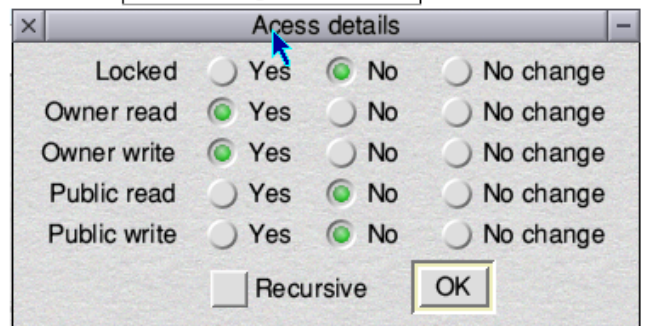 Acess details
Locked Yes No No change
Owner read Yes No No change
Owner write Yes No No change
Public read Yes No No change
Public write Yes No No change
Recursive OK